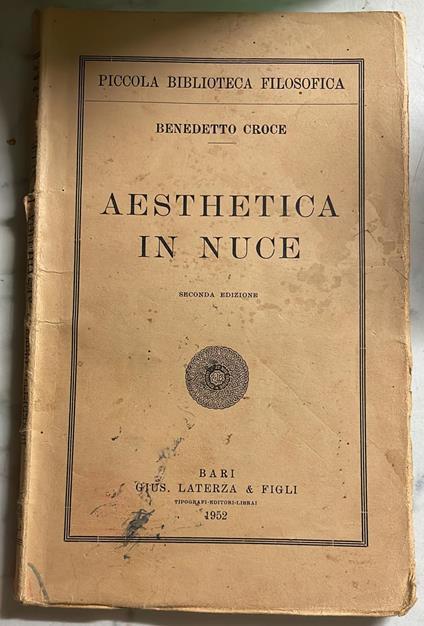 PICCOLA BIBLIOTECA FILOSOFICA
BENEDETTO CROCE
AESTHETICA
IN NUCE
SECONDA EDIZIONE
BARI
GIUS. LATERZA & FIGLI
TIPOGRAFI-EDITORI-LIBRAI
1952